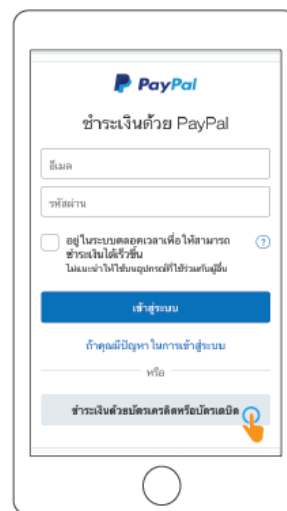 PayPal
ชำระเงินด้วย PayPal
อีเมล
รหัสผ่าน
อยู่ในระบบตลอดเวลาเพื่อให้สามารถ
ชำระเงินได้เร็วขึ้น
ไม่แนะนำให้ใช้บนอุปกรณ์ที่ใช้ร่วมกับผู้อื่น
?
เข้าสู่ระบบ
ถ้าคุณมีปัญหาในการเข้าสู่ระบบ
หรือ
ชำระเงินด้วยบัตรเครดิตหรือบัตรเดบิต